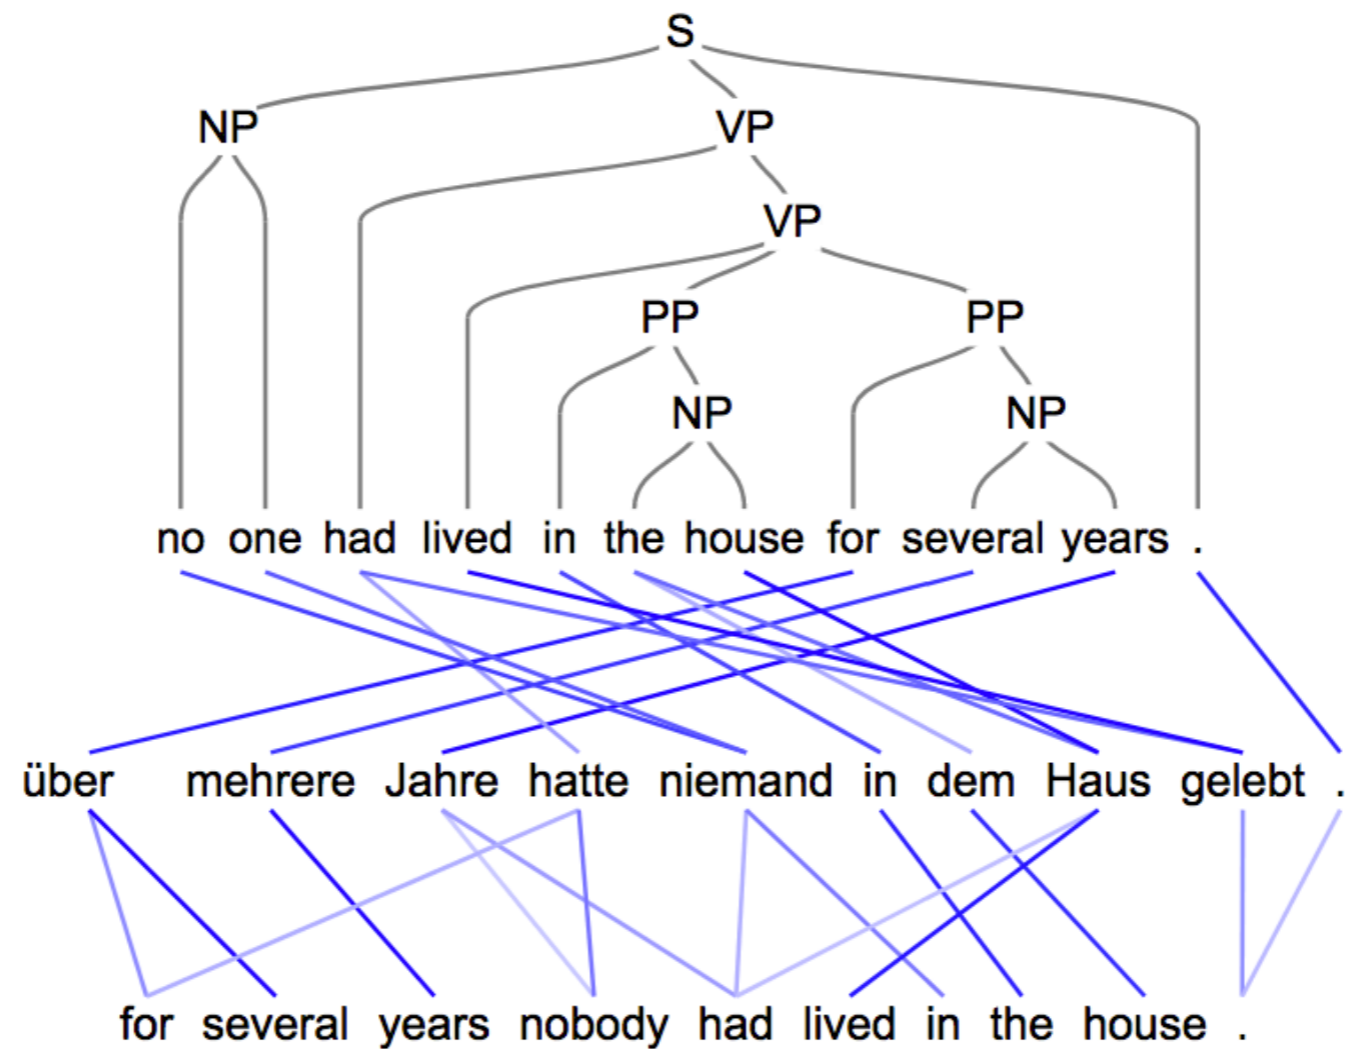 S
NP VP
VP
PP PP
NP NP
no one had lived in the house for several years .
über mehrere Jahre hatte niemand in dem Haus gelebt .
for several years nobody had lived in the house .